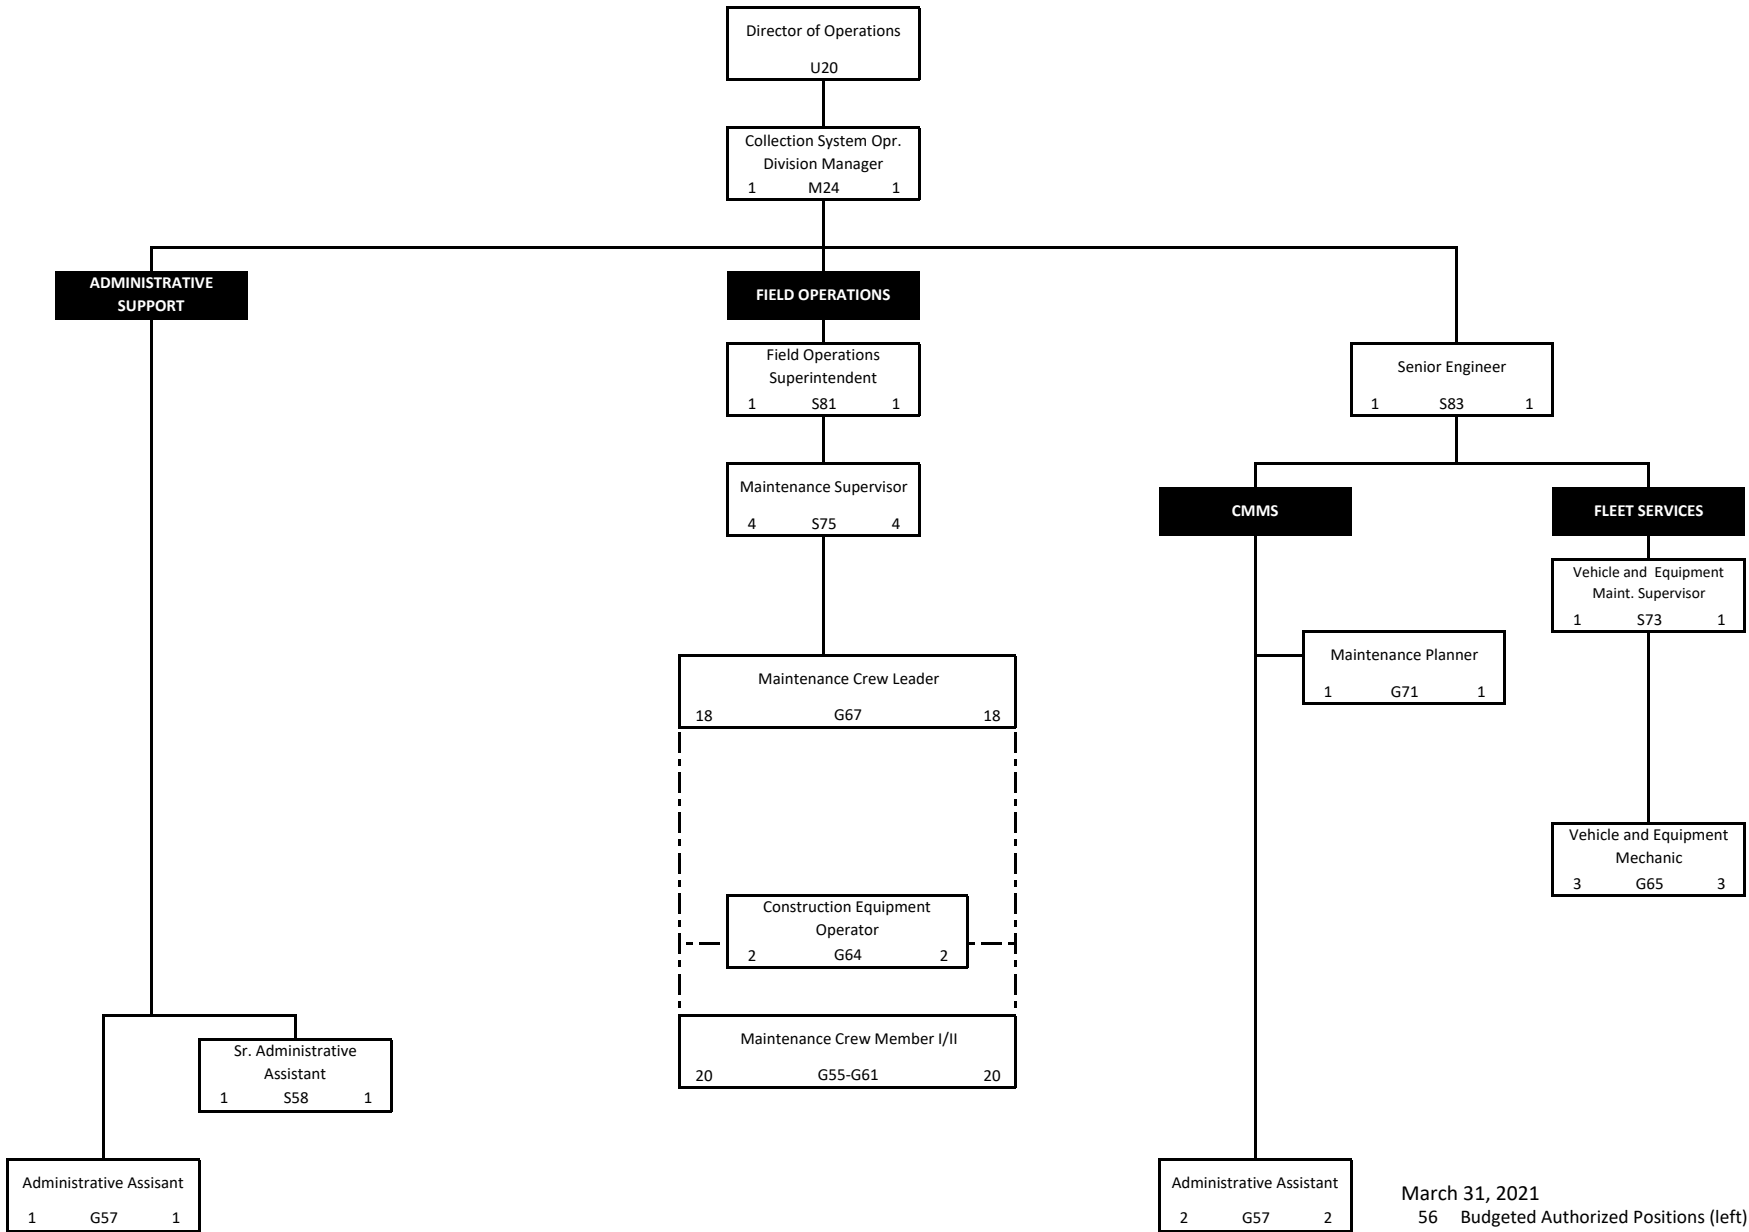 Director of Operations
U20
Collection System Opr.
Division Manager
1 M24 1
ADMINISTRATIVE
SUPPORT
FIELD OPERATIONS
Field Operations
Superintendent
1 S81 1
Senior Engineer
1 S83 1
Maintenance Supervisor
4 S75 4
CMMS
FLEET SERVICES
Vehicle and Equipment
Maint. Supervisor
1 S73 1
Maintenance Planner
1 G71 1
Maintenance Crew Leader
18 G67 18
Vehicle and Equipment
Mechanic
3 G65 3
Construction Equipment
Operator
2 G64 2
Maintenance Crew Member I/II
20 G55-G61 20
Sr. Administrative
Assistant
1 S58 1
Administrative Assisant
1 G57 1
Administrative Assistant
2 G57 2
March 31, 2021
56 Budgeted Authorized Positions (left)